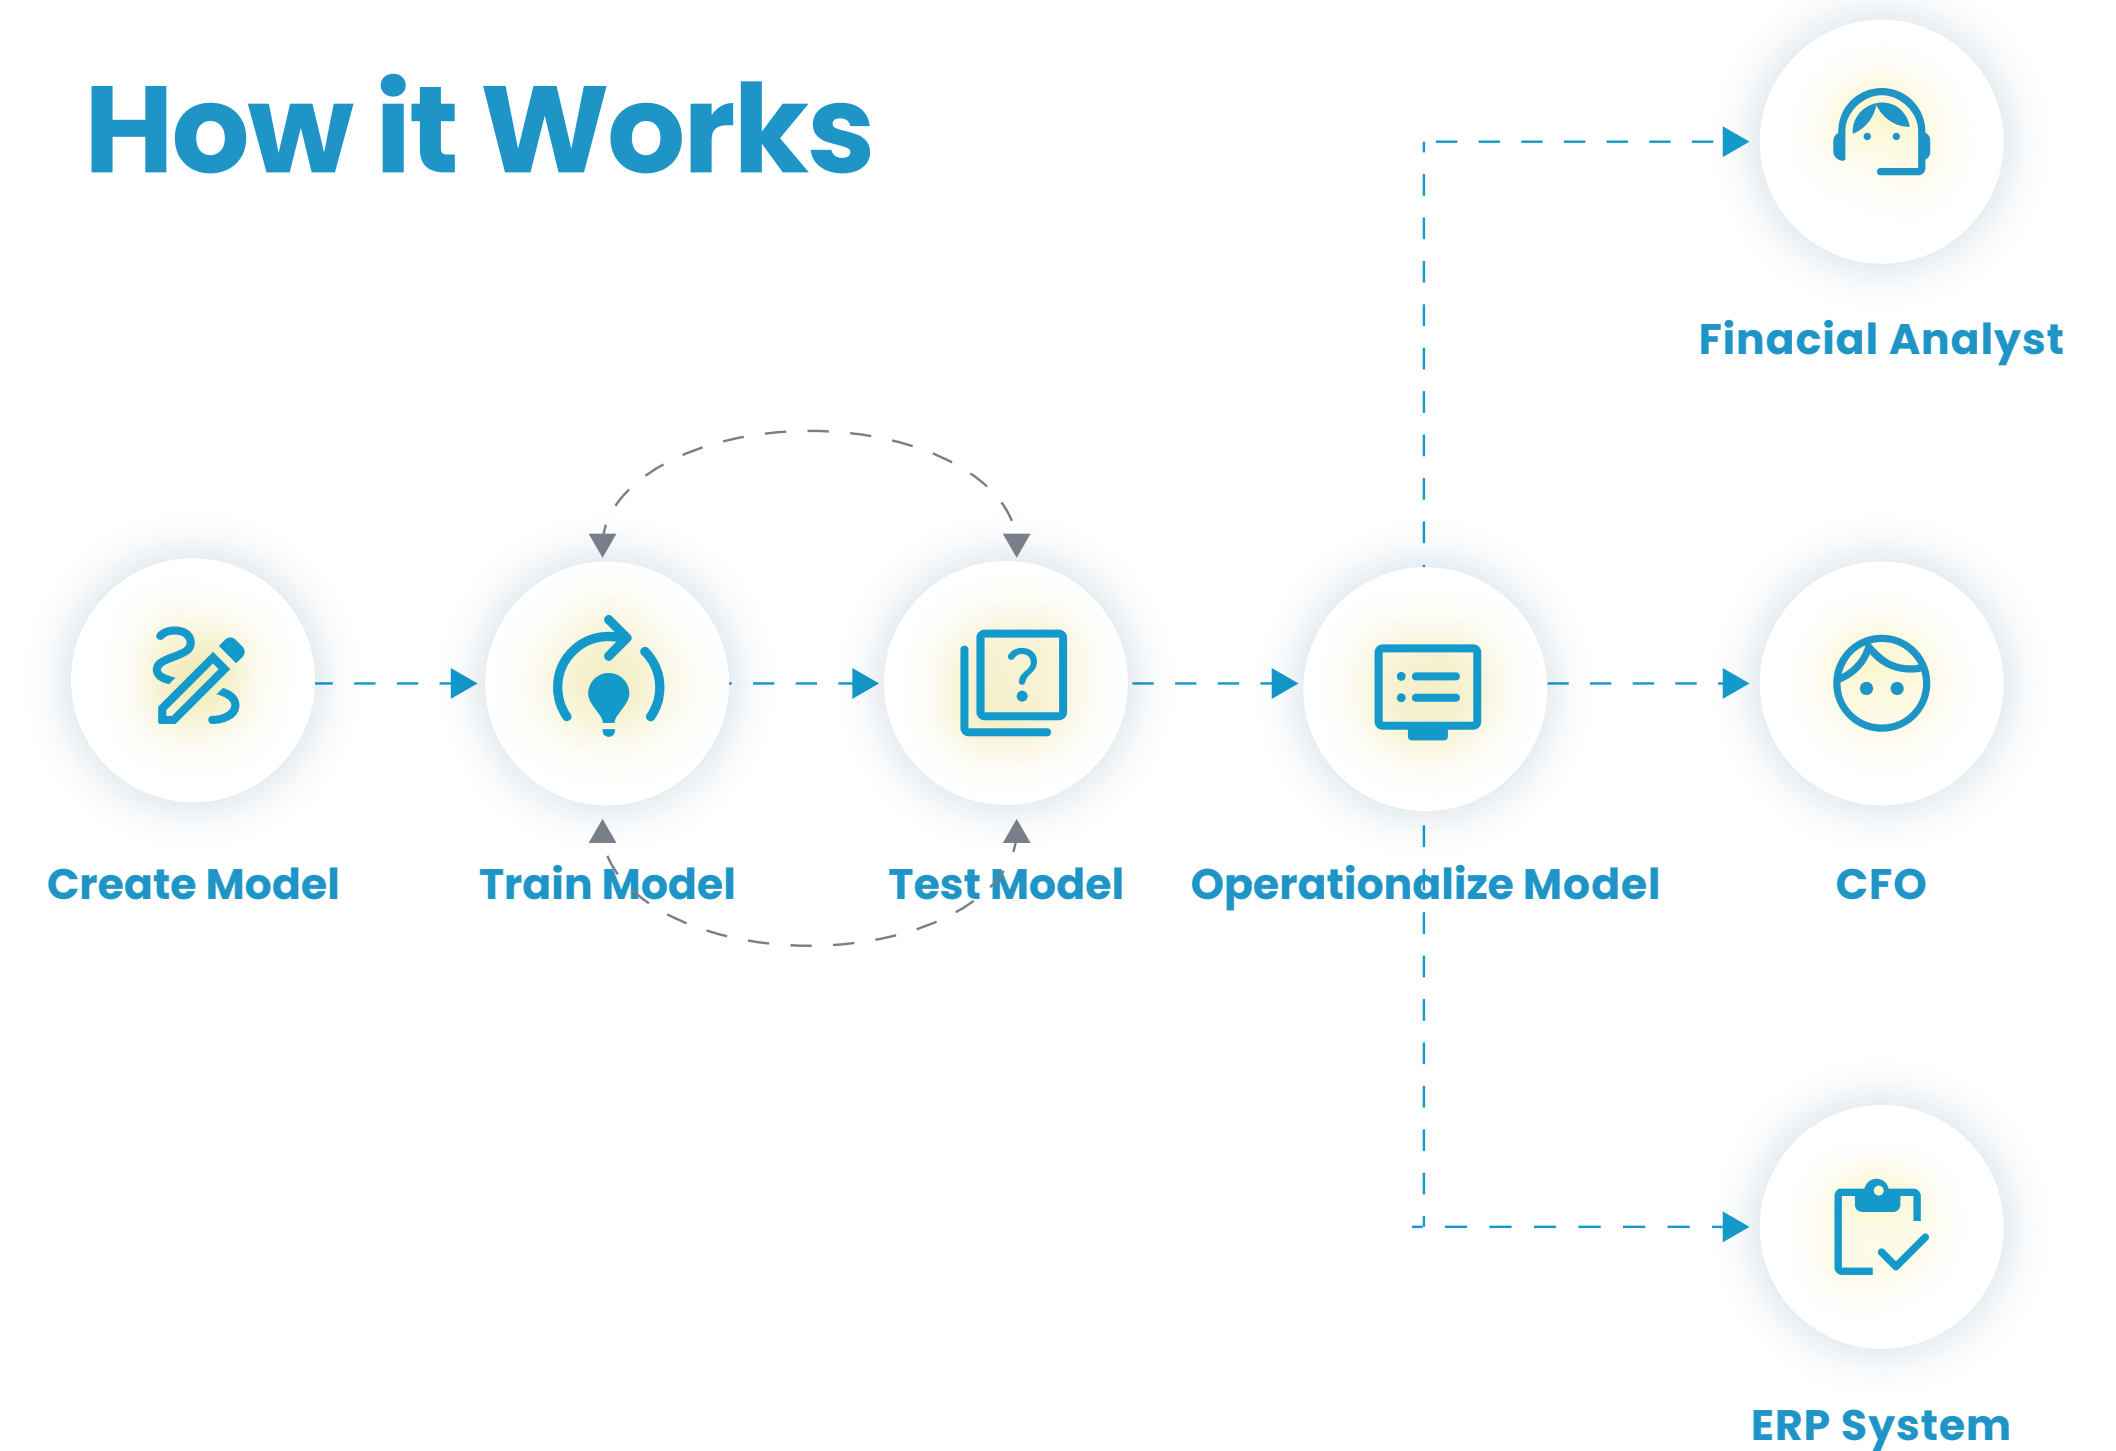 How it Works
Finacial Analyst
Create Model
Train Model
Test Model
Operationalize Model
CFO
ERP System